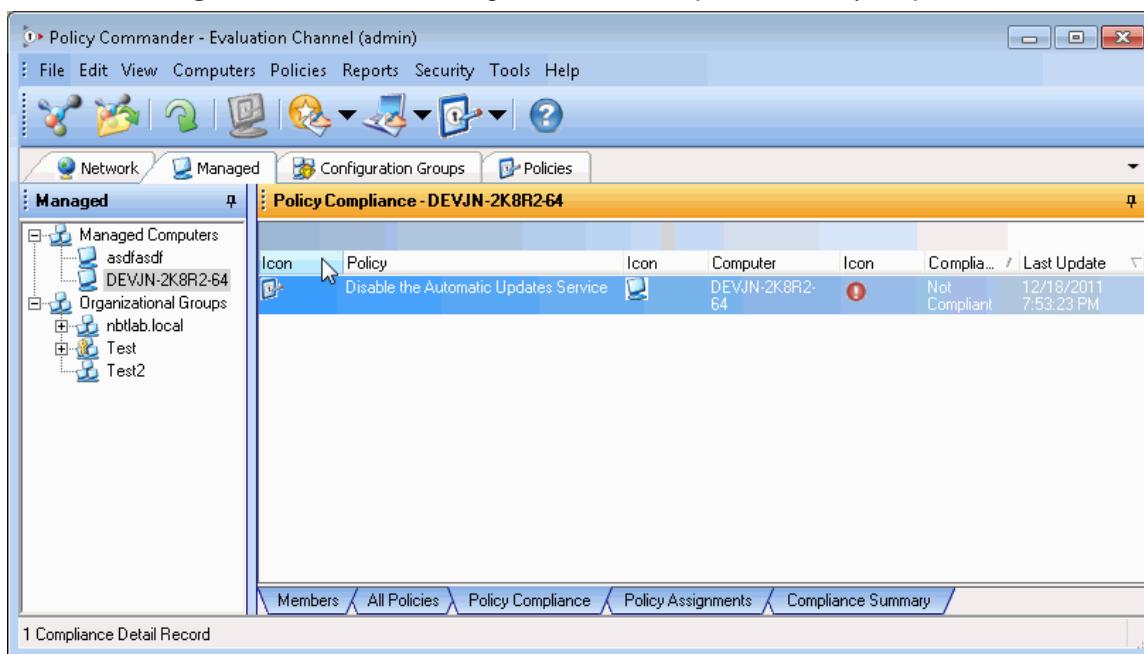 Policy Commander - Evaluation Channel (admin)
File Edit View Computers Policies Reports Security Tools Help
Network Managed Configuration Groups Policies
Managed
Policy Compliance - DEVJN-2K8R2-64
Managed Computers
asdfasdf
DEVJN-2K8R2-64
Organizational Groups
nbtlab.local
Test
Test2
Icon Policy Icon Computer Icon Complia... Last Update
Disable the Automatic Updates Service DEVJN-2K8R2- Not 12/18/2011
64 Compliant 7:53:23 PM
Members All Policies Policy Compliance Policy Assignments Compliance Summary
1 Compliance Detail Record